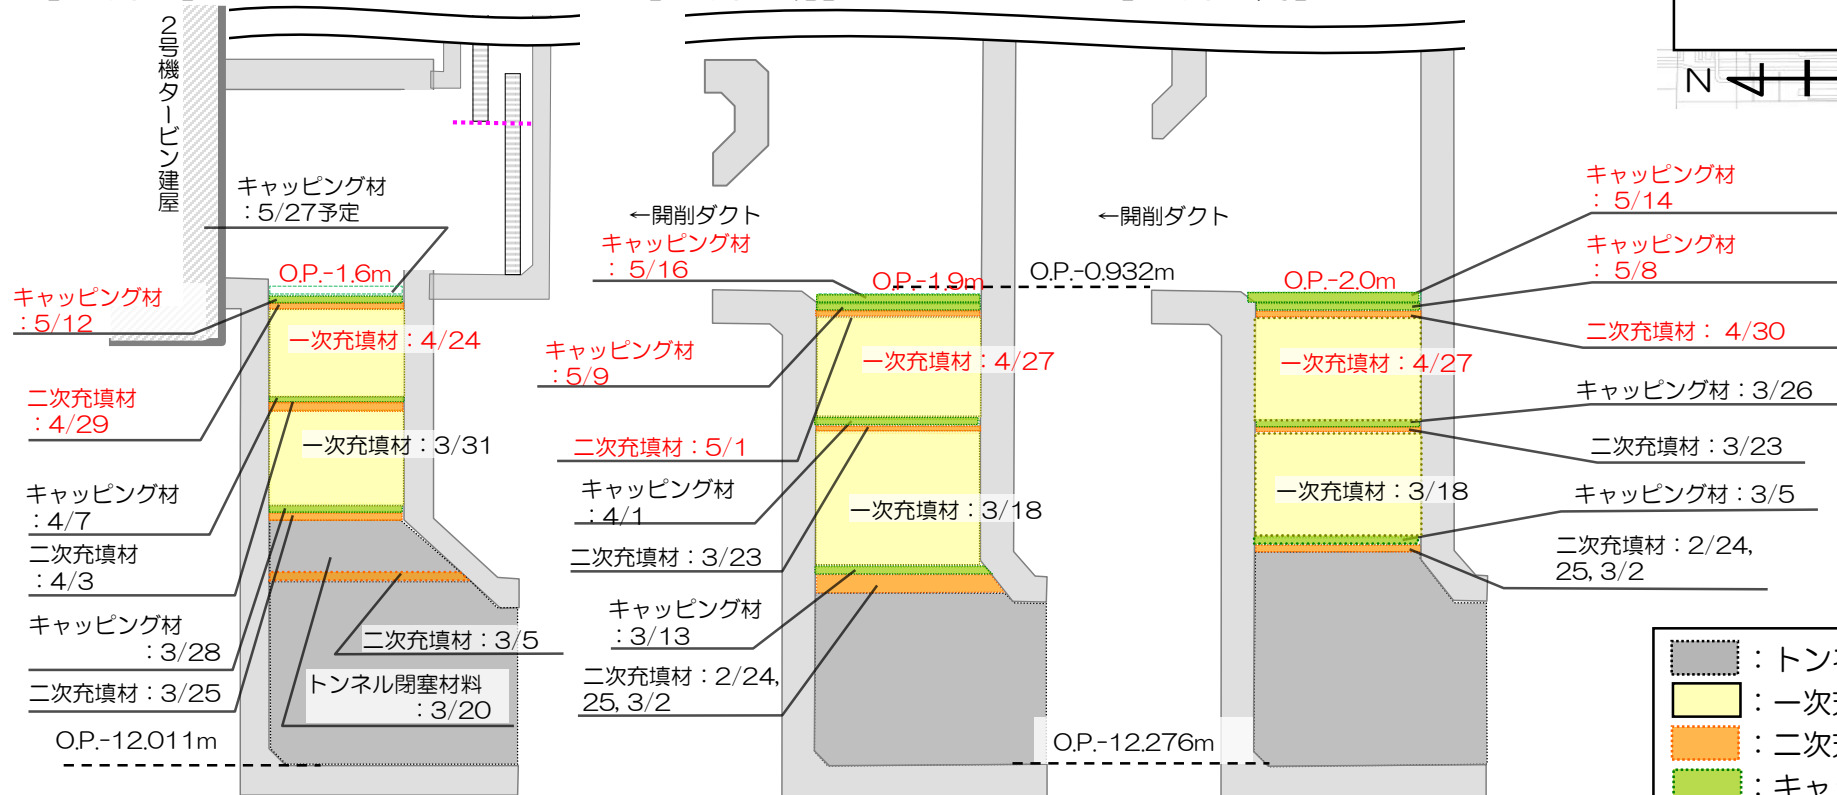 2号機タービン建屋
キャッピング材
：5/27予定
O.P.-1.6m
キャッピング材
：5/12
一次充填材：4/24
二次充填材
：4/29
一次充填材：3/31
キャッピング材
：4/7
二次充填材
：4/3
キャッピング材
：3/28
二次充填材：3/25
二次充填材：3/5
トンネル閉塞材料
：3/20
O.P.-12.011m
←開削ダクト
キャッピング材
：5/16
O.P.-1.9m
O.P.-0.932m
キャッピング材
：5/9
一次充填材：4/27
二次充填材：5/1
キャッピング材
：4/1
一次充填材：3/18
二次充填材：3/23
キャッピング材
：3/13
二次充填材：2/24,
25, 3/2
O.P.-12.276m
←開削ダクト
O.P.-2.0m
キャッピング材
：5/14
キャッピング材
：5/8
二次充填材：4/30
一次充填材：4/27
キャッピング材：3/26
二次充填材：3/23
一次充填材：3/18
キャッピング材：3/5
二次充填材：2/24,
25, 3/2
N
：トン
：一次
：二次
：キャ